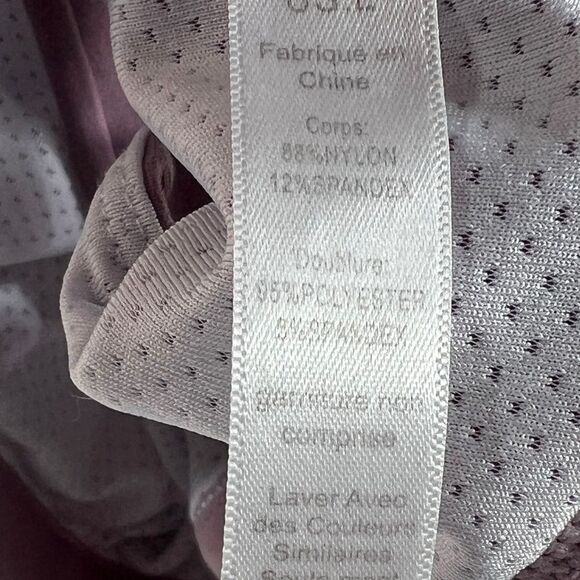 Fabriqué en
Chine
Corps:
88%NYLON
12%SPANDEX
Doublure:
95%POLYESTER
5%SPANDEX
garniture non
comprise
Laver Avec
des Couleurs
Similaires